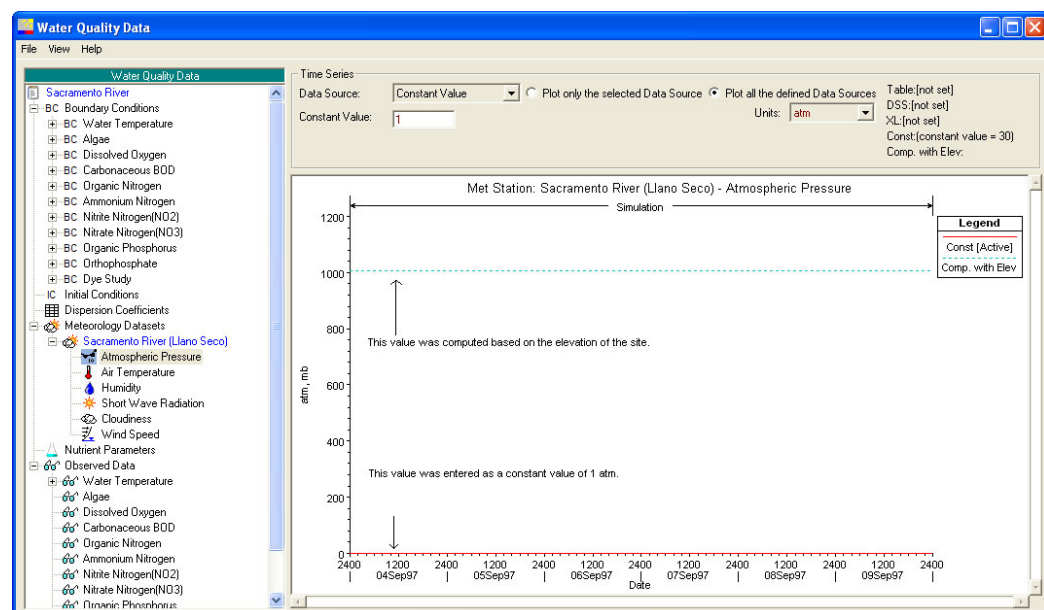 Water Quality Data
File View Help
Water Quality Data
Sacramento River
BC Boundary Conditions
BC Water Temperature
BC Algae
BC Dissolved Oxygen
BC Carbonaceous BOD
BC Organic Nitrogen
BC Ammonium Nitrogen
BC Nitrite Nitrogen(NO2)
BC Nitrate Nitrogen(NO3)
BC Organic Phosphorus
BC Orthophosphate
BC Dye Study
IC Initial Conditions
Dispersion Coefficients
Meteorology Datasets
Sacramento River (Llano Seco)
Atmospheric Pressure
Air Temperature
Humidity
Short Wave Radiation
Cloudiness
Wind Speed
Nutrient Parameters
Observed Data
Water Temperature
Algae
Dissolved Oxygen
Carbonaceous BOD
Organic Nitrogen
Ammonium Nitrogen
Nitrite Nitrogen(NO2)
Nitrate Nitrogen(NO3)
Organic Phosphorus
Time Series
Data Source: Constant Value Plot only the selected Data Source Plot all the defined Data Sources
Constant Value: 1 Units: atm
Table:[not set]
DSS:[not set]
XL:[not set]
Const:(constant value = 30)
Comp. with Elev:
Met Station: Sacramento River (Llano Seco) - Atmospheric Pressure
Simulation
Legend
Const [Active]
Comp. with Elev
1200
1000
800
600
400
200
0
atm, mb
This value was computed based on the elevation of the site.
This value was entered as a constant value of 1 atm.
2400 1200 2400 1200 2400 1200 2400 1200 2400 1200 2400 1200 2400
2400 | 04Sep97 | 05Sep97 | 06Sep97 | 07Sep97 | 08Sep97 | 09Sep97 |
Date